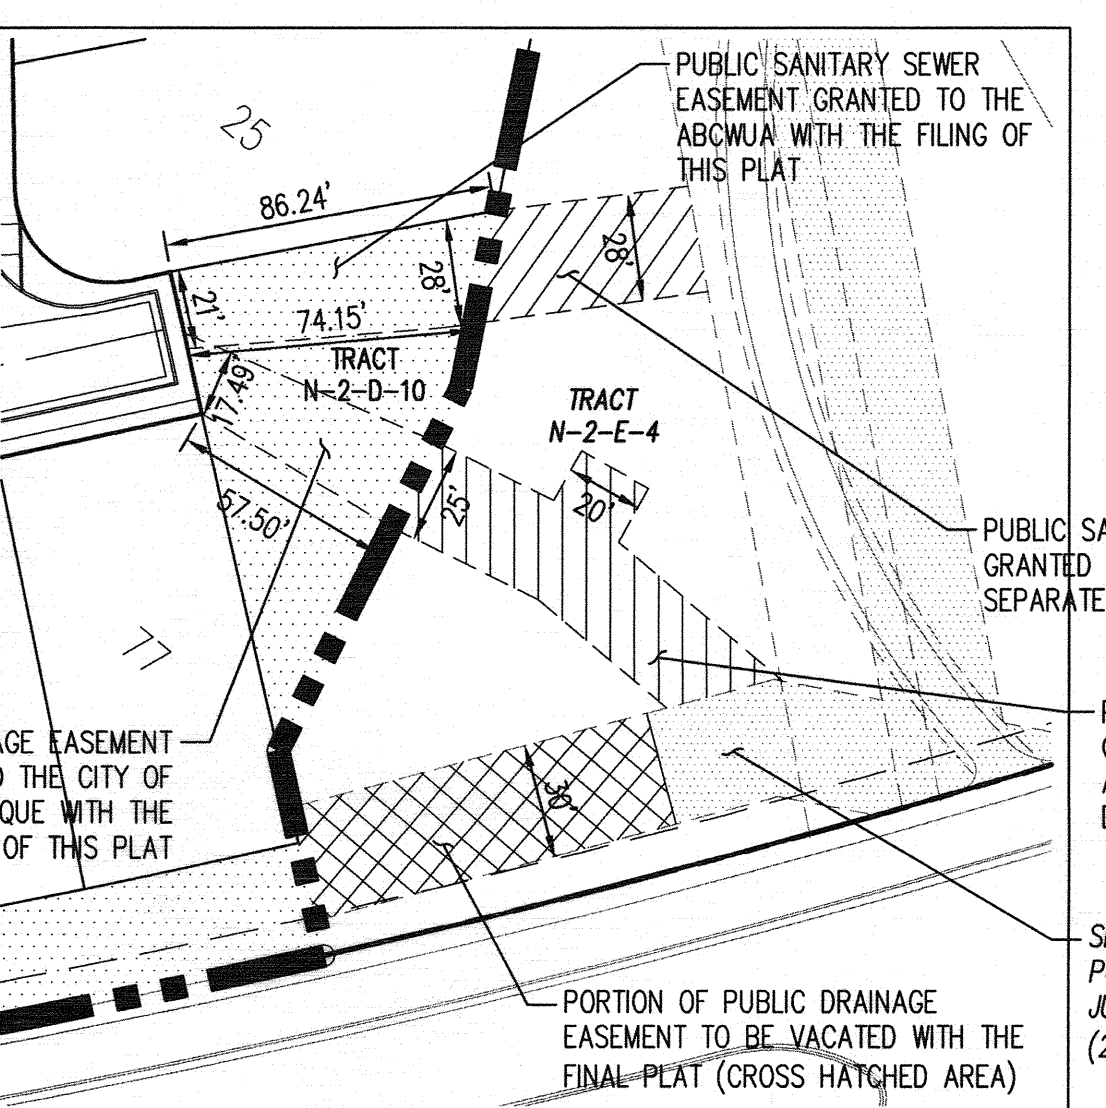 PUBLIC SANITARY SEWER
EASEMENT GRANTED TO THE
ABCWUA WITH THE FILING OF
THIS PLAT
25
86.24'
28'
28'
21'
74.15'
TRACT
N-2-D-10
17.49'
TRACT
N-2-E-4
57.50'
25'
20'
PUBLIC SA
GRANTED
SEPARATE
77
AGE EASEMENT
THE CITY OF
QUE WITH THE
OF THIS PLAT
30'
PORTION OF PUBLIC DRAINAGE
EASEMENT TO BE VACATED WITH THE
FINAL PLAT (CROSS HATCHED AREA)
JU
(2